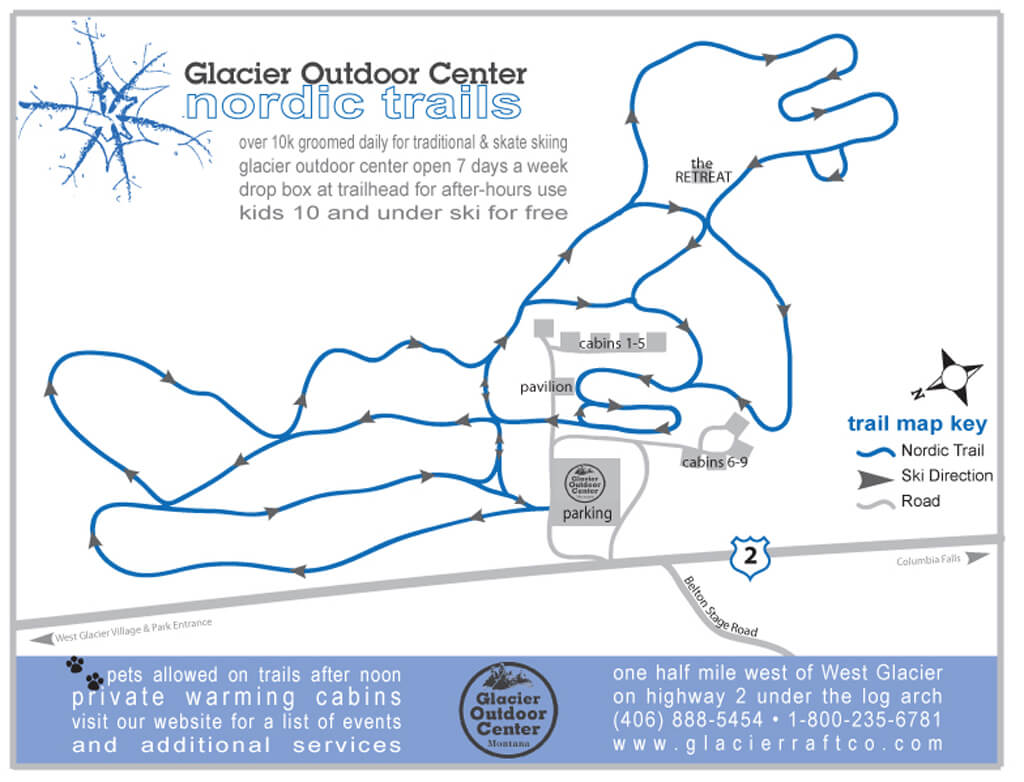 Glacier Outdoor Center
nordic trails
over 10k groomed daily for traditional & skate skiing
glacier outdoor center open 7 days a week
drop box at trailhead for after-hours use
kids 10 and under ski for free
the
RETREAT
cabins 1-5
pavilion
cabins 6-9
Glacier
Outdoor
Center
parking
N
trail map key
Nordic Trail
Ski Direction
Road
2
Columbia Falls
Belton Stage Road
West Glacier Village & Park Entrance
pets allowed on trails after noon
private warming cabins
visit our website for a list of events
and additional services
Glacier
Outdoor
Center
Montana
one half mile west of West Glacier
on highway 2 under the log arch
(406) 888-5454 • 1-800-235-6781
www.glacierraftco.com